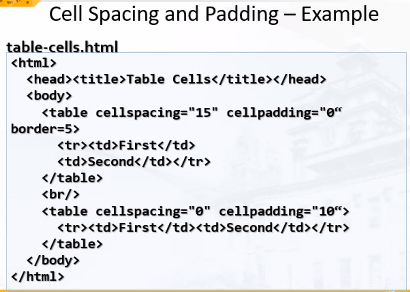 Cell Spacing and Padding – Example
table-cells.html
<html>
<head><title>Table Cells</title></head>
<body>
<table cellspacing="15" cellpadding="0“
border=5>
<tr><td>First</td>
<td>Second</td></tr>
</table>
<br/>
<table cellspacing="0" cellpadding="10“>
<tr><td>First</td><td>Second</td></tr>
</table>
</body>
</html>